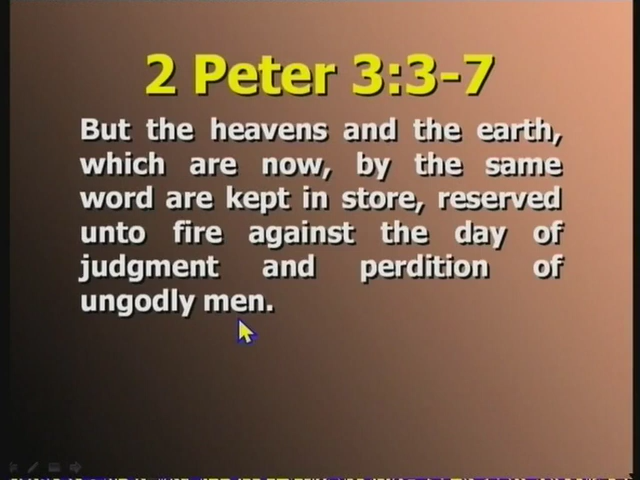 2 Peter 3:3-7
But the heavens and the earth,
which are now, by the same
word are kept in store, reserved
unto fire against the day of
judgment and perdition of
ungodly men.